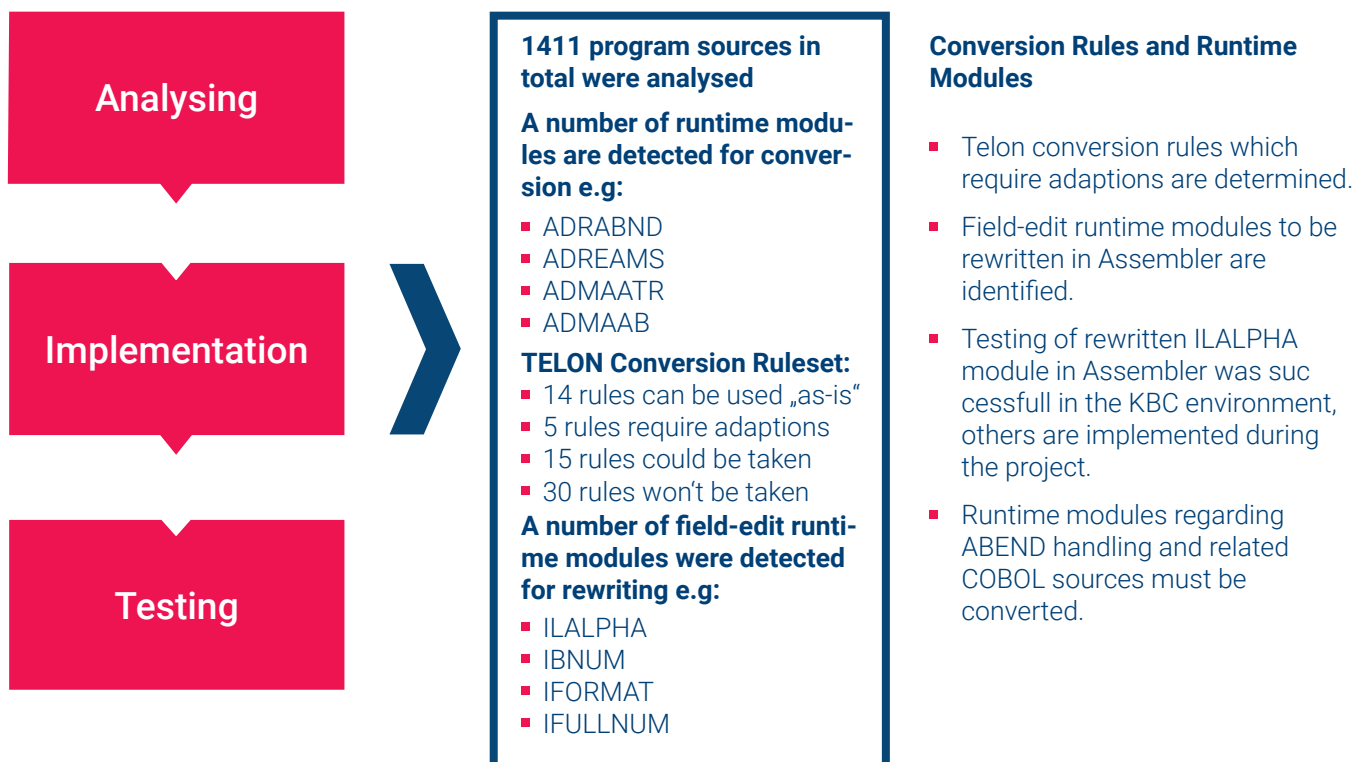 Analysing
Implementation
Testing
1411 program sources in
total were analysed
A number of runtime modu-
les are detected for conver-
sion e.g:
ADRABND
ADREAMS
ADMAATR
ADMAAB
TELON Conversion Ruleset:
14 rules can be used „as-is“
5 rules require adaptions
15 rules could be taken
30 rules won‘t be taken
A number of field-edit runti-
me modules were detected
for rewriting e.g:
ILALPHA
IBNUM
IFORMAT
IFULLNUM
Conversion Rules and Runtime
Modules
Telon conversion rules which
require adaptions are determined.
Field-edit runtime modules to be
rewritten in Assembler are
identified.
Testing of rewritten ILALPHA
module in Assembler was suc
cessfull in the KBC environment,
others are implemented during
the project.
Runtime modules regarding
ABEND handling and related
COBOL sources must be
converted.